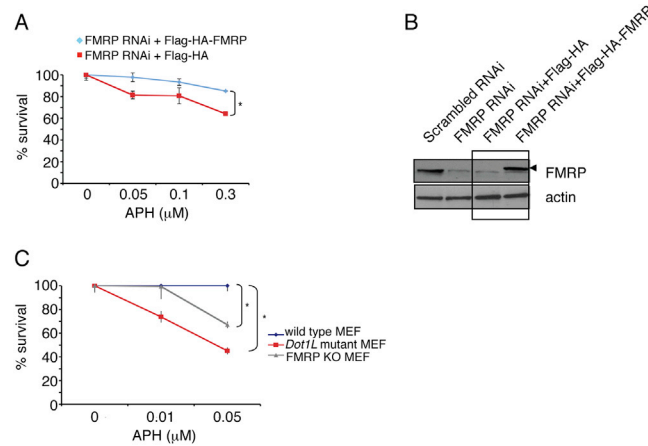 A
FMRP RNAi + Flag-HA-FMRP
FMRP RNAi + Flag-HA
% survival
100
80
60
40
20
0
*
0 0.05 0.1 0.3
APH (μM)
B
Scrambled RNAi
FMRP RNAi
FMRP RNAi+Flag-HA
FMRP RNAi+Flag-HA-FMRP
FMRP
actin
C
% survival
100
80
60
40
20
0
*
*
wild type MEF
Dot1L mutant MEF
FMRP KO MEF
0 0.01 0.05
APH (μM)